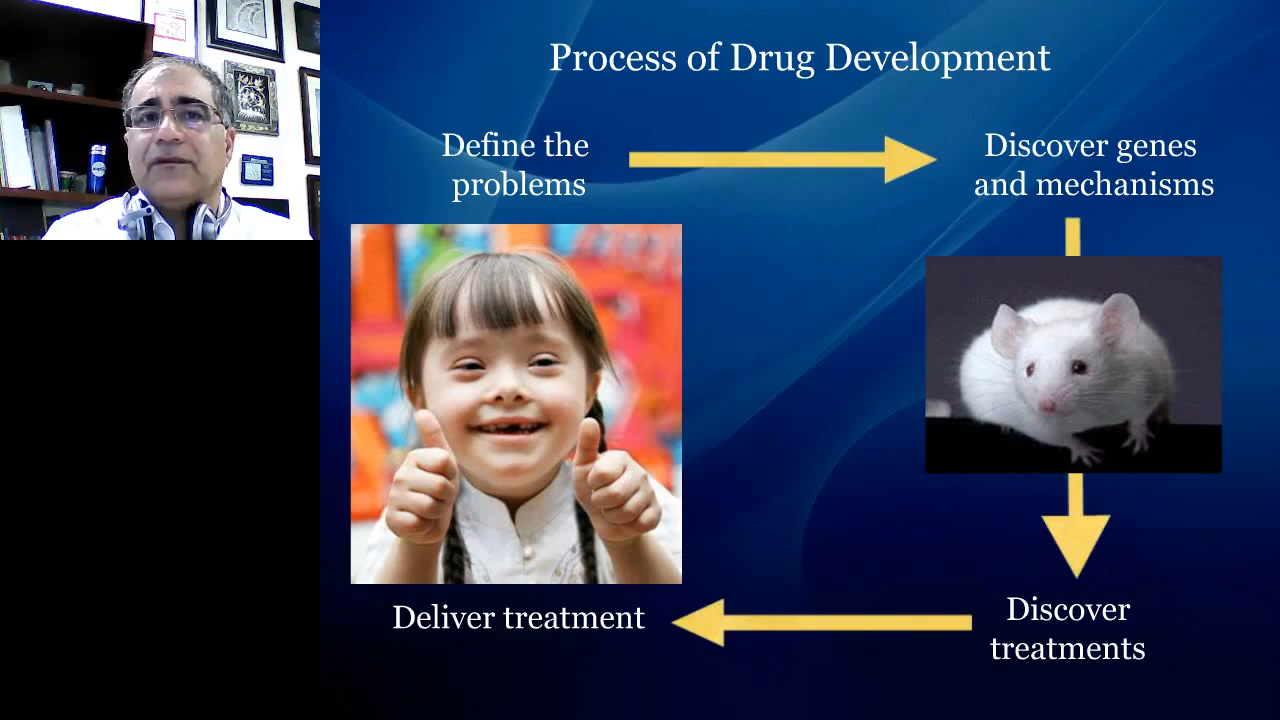 Process of Drug Development
Define the
problems
Discover genes
and mechanisms
Deliver treatment
Discover
treatments